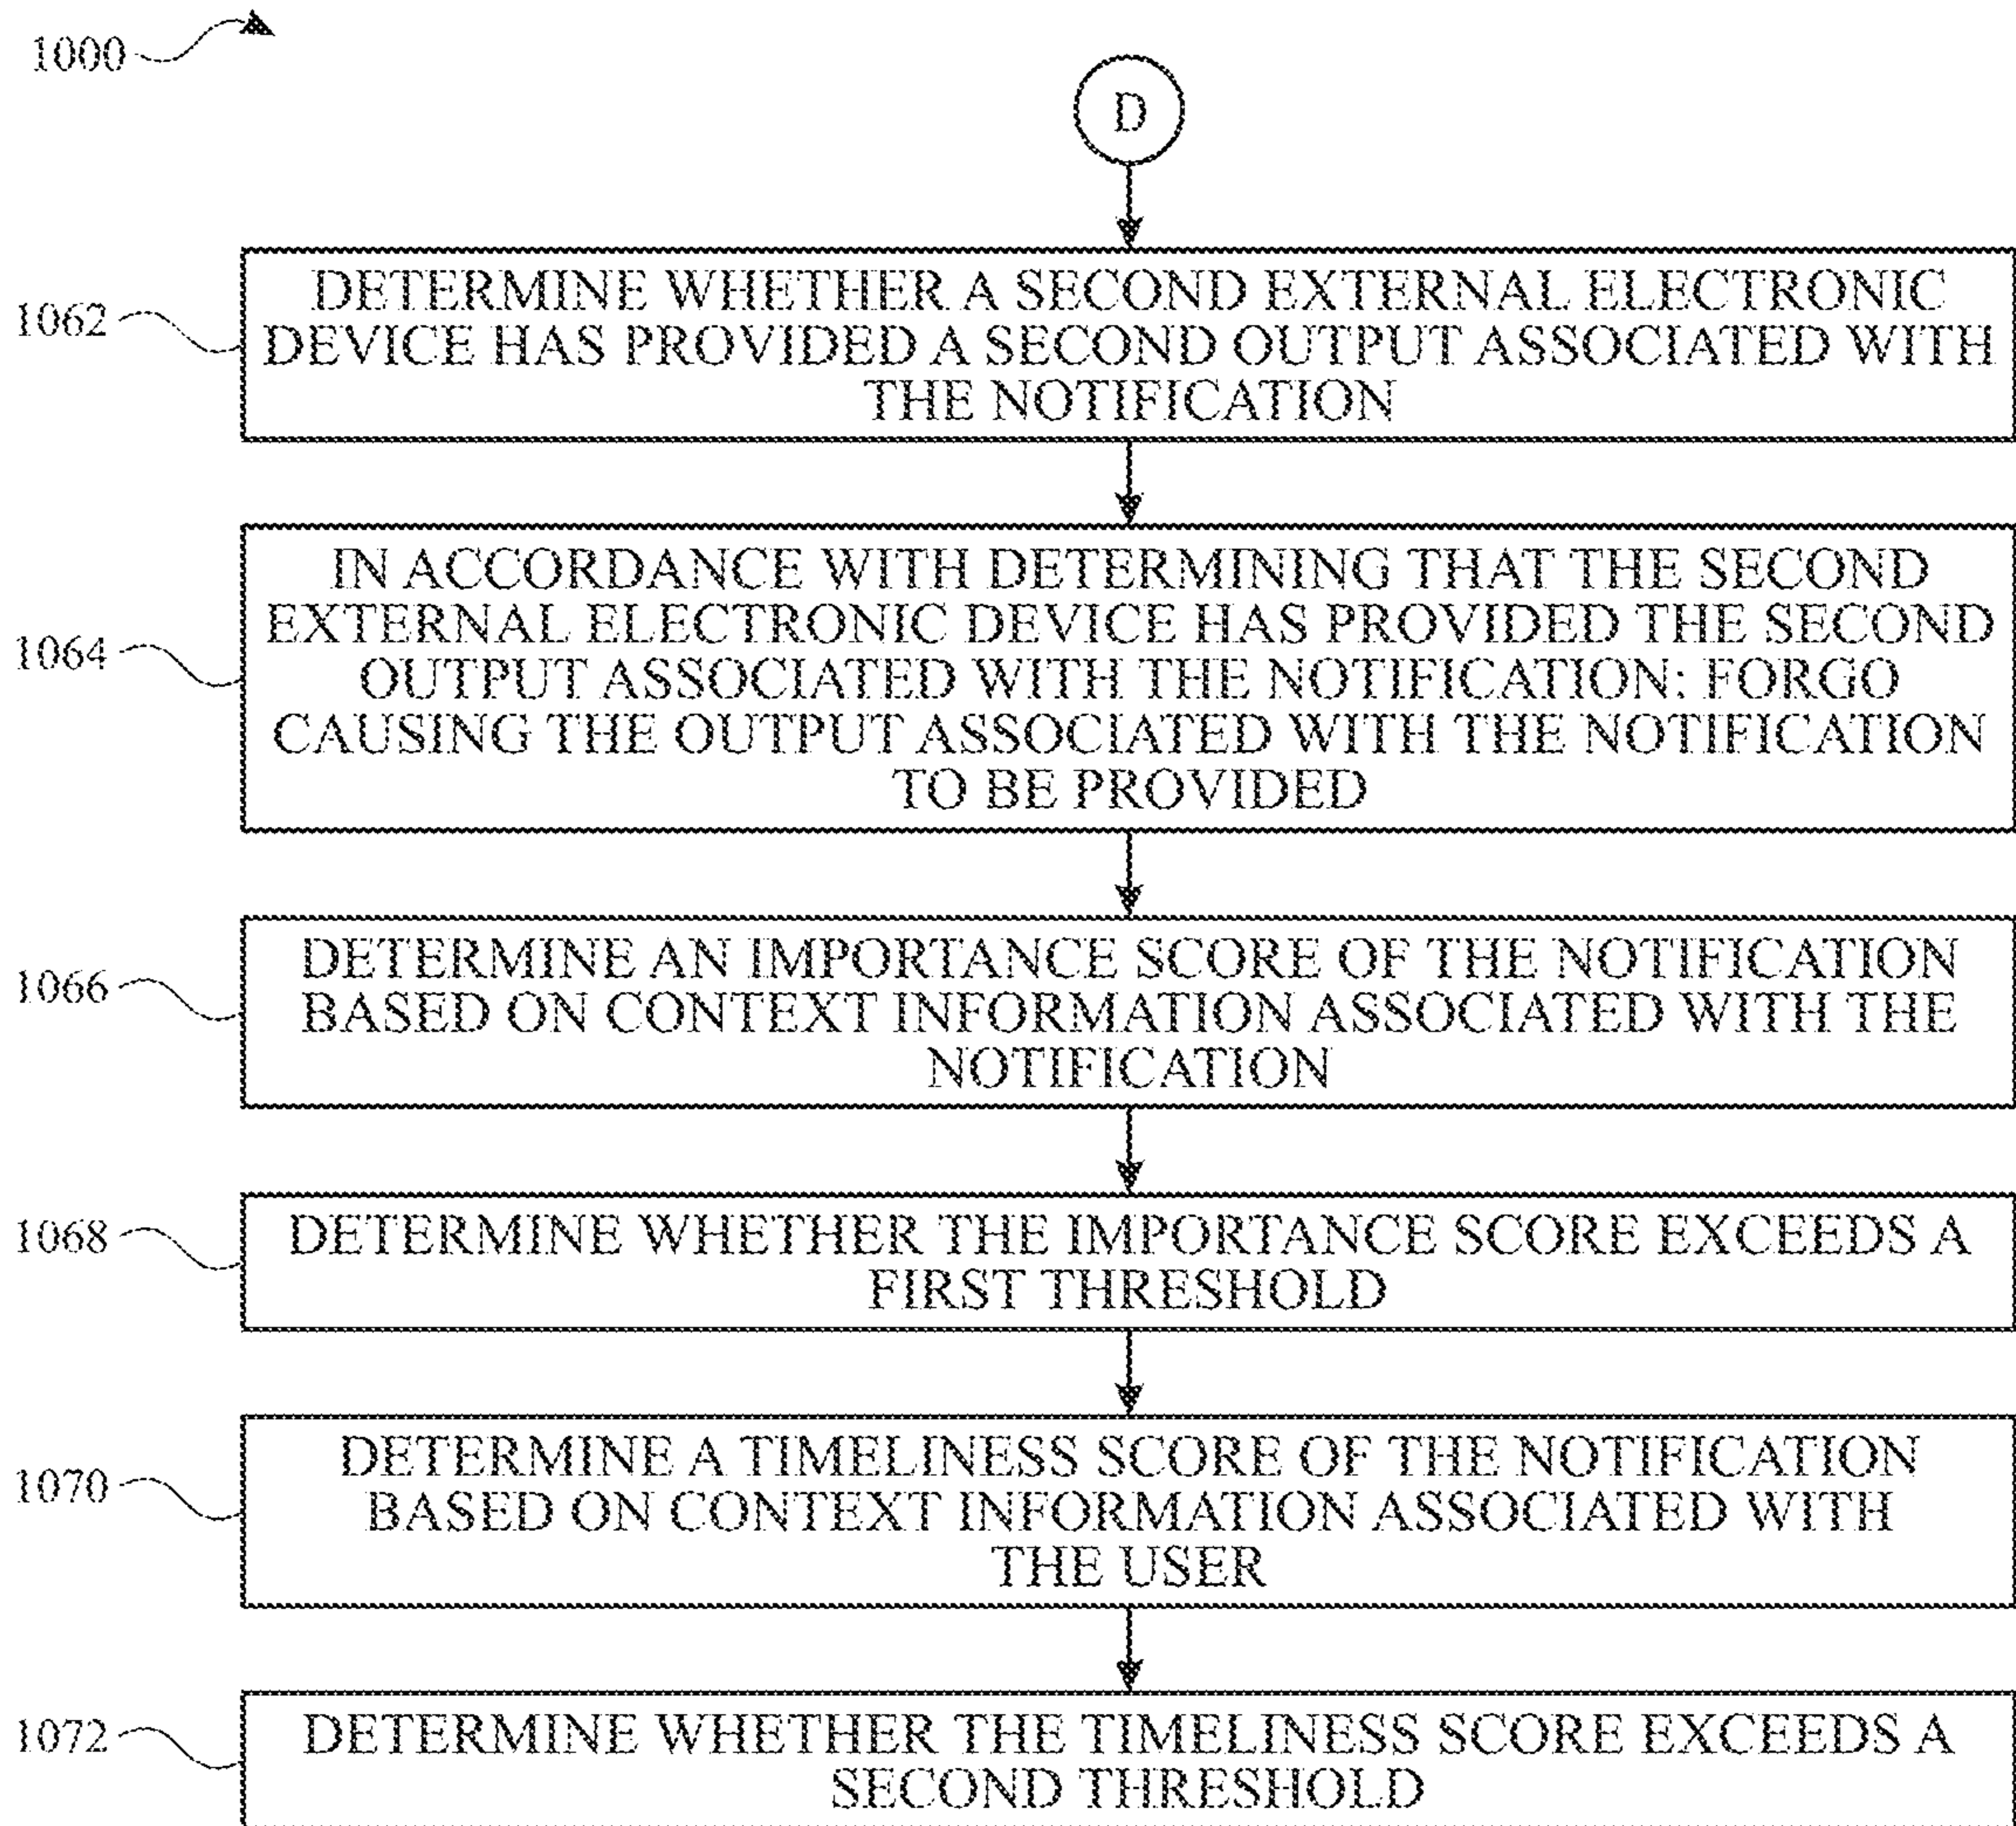 1000
D
1062
DETERMINE WHETHER A SECOND EXTERNAL ELECTRONIC
DEVICE HAS PROVIDED A SECOND OUTPUT ASSOCIATED WITH
THE NOTIFICATION
1064
IN ACCORDANCE WITH DETERMINING THAT THE SECOND
EXTERNAL ELECTRONIC DEVICE HAS PROVIDED THE SECOND
OUTPUT ASSOCIATED WITH THE NOTIFICATION: FORGO
CAUSING THE OUTPUT ASSOCIATED WITH THE NOTIFICATION
TO BE PROVIDED
1066
DETERMINE AN IMPORTANCE SCORE OF THE NOTIFICATION
BASED ON CONTEXT INFORMATION ASSOCIATED WITH THE
NOTIFICATION
1068
DETERMINE WHETHER THE IMPORTANCE SCORE EXCEEDS A
FIRST THRESHOLD
1070
DETERMINE A TIMELINESS SCORE OF THE NOTIFICATION
BASED ON CONTEXT INFORMATION ASSOCIATED WITH
THE USER
1072
DETERMINE WHETHER THE TIMELINESS SCORE EXCEEDS A
SECOND THRESHOLD